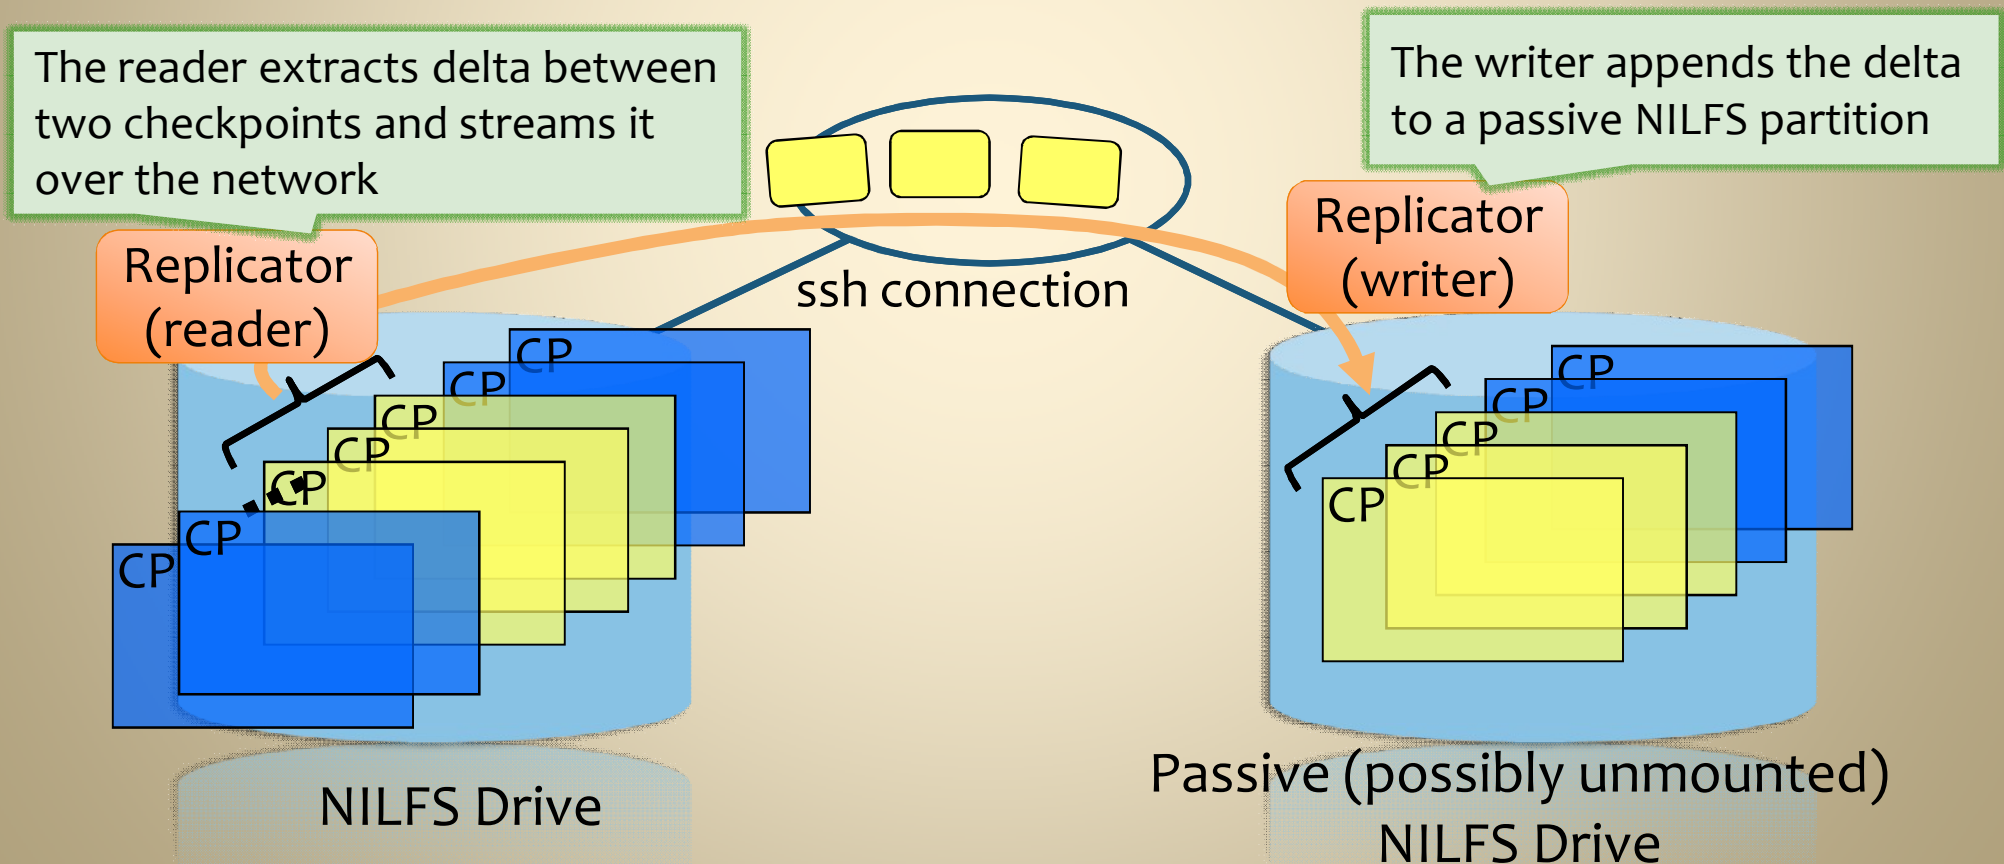 The reader extracts delta between
two checkpoints and streams it
over the network
The writer appends the delta
to a passive NILFS partition
Replicator
(reader)
ssh connection
Replicator
(writer)
CP
CP
CP
CP
CP
CP
CP
CP
CP
CP
CP
CP
NILFS Drive
Passive (possibly unmounted)
NILFS Drive